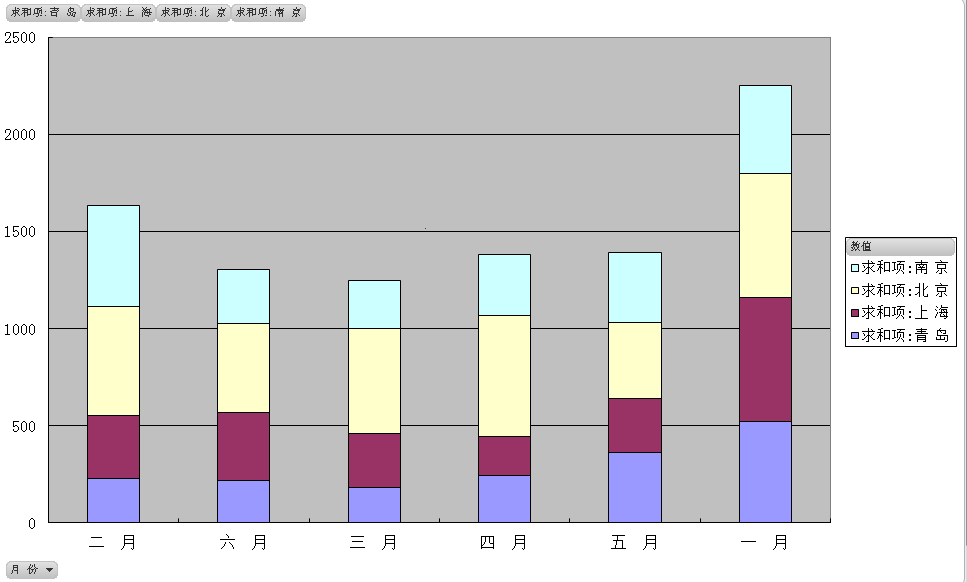 求和项:青 岛 求和项:上 海 求和项:北 京 求和项:南 京
2500
2000
1500
1000
500
0
二 月 六 月 三 月 四 月 五 月 一 月
数值
求和项:南 京
求和项:北 京
求和项:上 海
求和项:青 岛
月 份